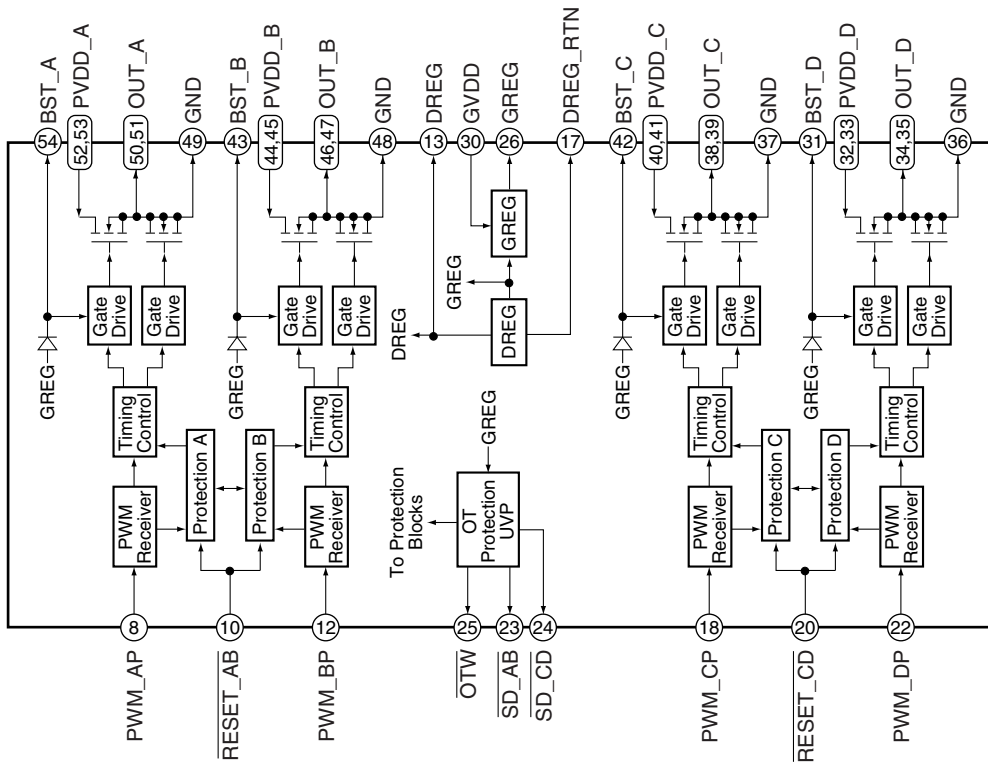 BST_A
PVDD_A
OUT_A
GND
BST_B
PVDD_B
OUT_B
GND
DREG
GVDD
GREG
DREG_RTN
BST_C
PVDD_C
OUT_C
GND
BST_D
PVDD_D
OUT_D
GND
54
52,53
50,51
49
43
44,45
46,47
48
13
30
26
17
42
40,41
38,39
37
31
32,33
34,35
36
GREG
GREG
DREG
GREG
Gate
Drive
Gate
Drive
GREG
Gate
Drive
Gate
Drive
DREG
GREG
Gate
Drive
Gate
Drive
GREG
Gate
Drive
Gate
Drive
GREG
Timing
Control
Timing
Control
GREG
Timing
Control
Timing
Control
Protection A
Protection B
Protection C
Protection D
PWM
Receiver
PWM
Receiver
To Protection
Blocks
OT
Protection
UVP
PWM
Receiver
PWM
Receiver
8
10
12
25
23
24
18
20
22
PWM_AP
RESET_AB
PWM_BP
OTW
SD_AB
SD_CD
PWM_CP
RESET_CD
PWM_DP